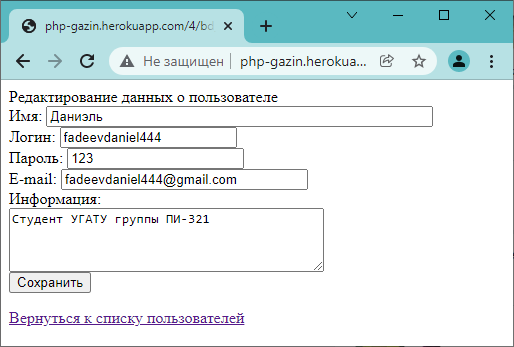 php-gazin.herokuapp.com/4/bd
Не защищен
php-gazin.herokua...
Редактирование данных о пользователе
Имя: Даниэль
Логин: fadeevdaniel444
Пароль: 123
E-mail: fadeevdaniel444@gmail.com
Информация:
Студент УГАТУ группы ПИ-321
Сохранить
Вернуться к списку пользователей